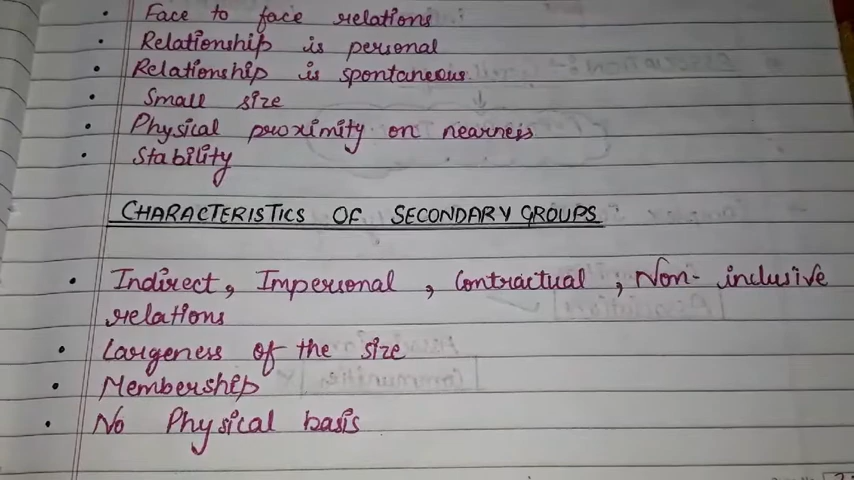 • Face to face relations
• Relationship is personal
• Relationship is spontaneous
• Small size
• Physical proximity on nearness
• Stability
CHARACTERISTICS OF SECONDARY GROUPS
• Indirect, Impersonal, Contractual, Non-inclusive
relations
• Largeness of the size
• Membership
• No Physical basis